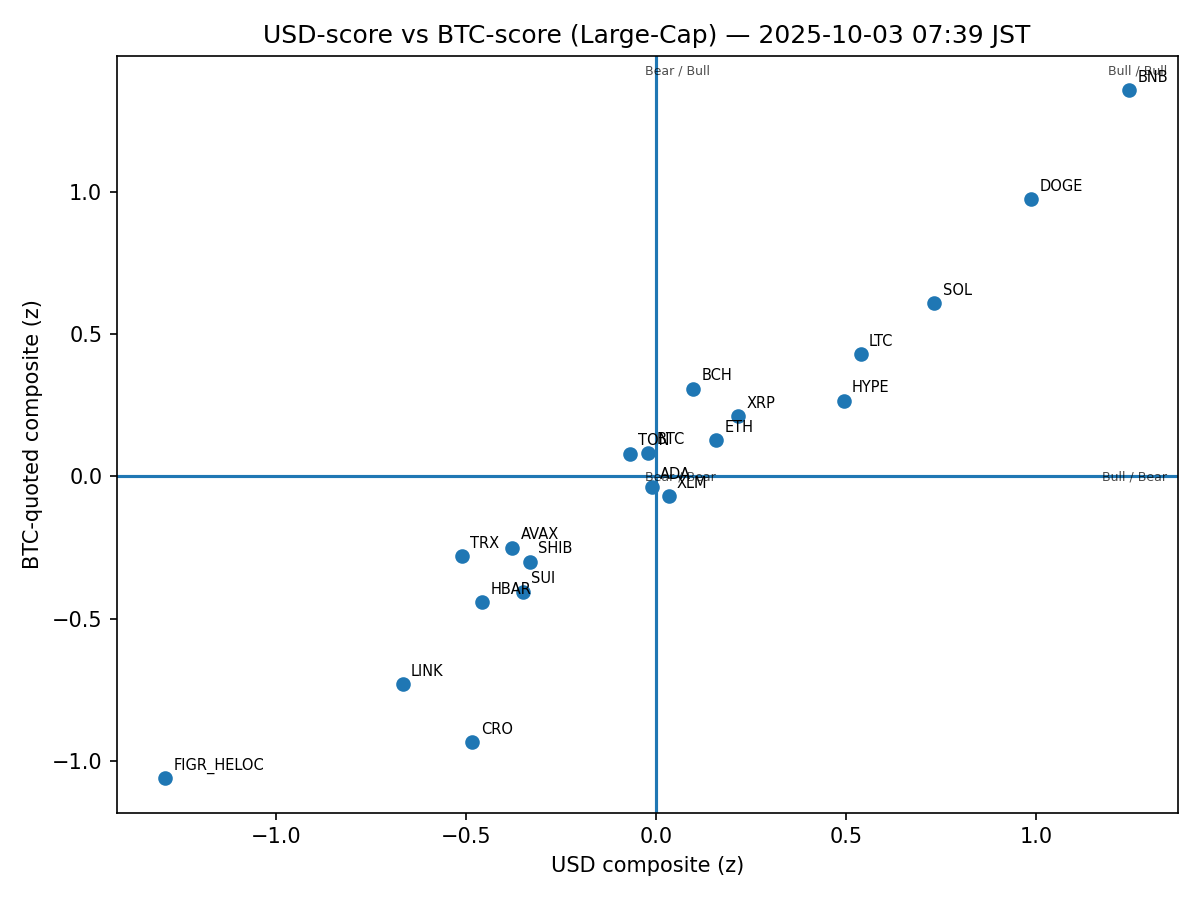 USD-score vs BTC-score (Large-Cap) — 2025-10-03 07:39 JST
Bear / Bull
Bull / Bull
BNB
DOGE
1.0
SOL
0.5
LTC
BCH
HYPE
XRP
ETH
TON
BTC
0.0
ADA
Bear / Bear
Bull / Bear
XLM
AVAX
TRX
SHIB
SUI
HBAR
−0.5
LINK
CRO
−1.0
FIGR_HELOC
BTC-quoted composite (z)
−1.0
−0.5
0.0
0.5
1.0
USD composite (z)